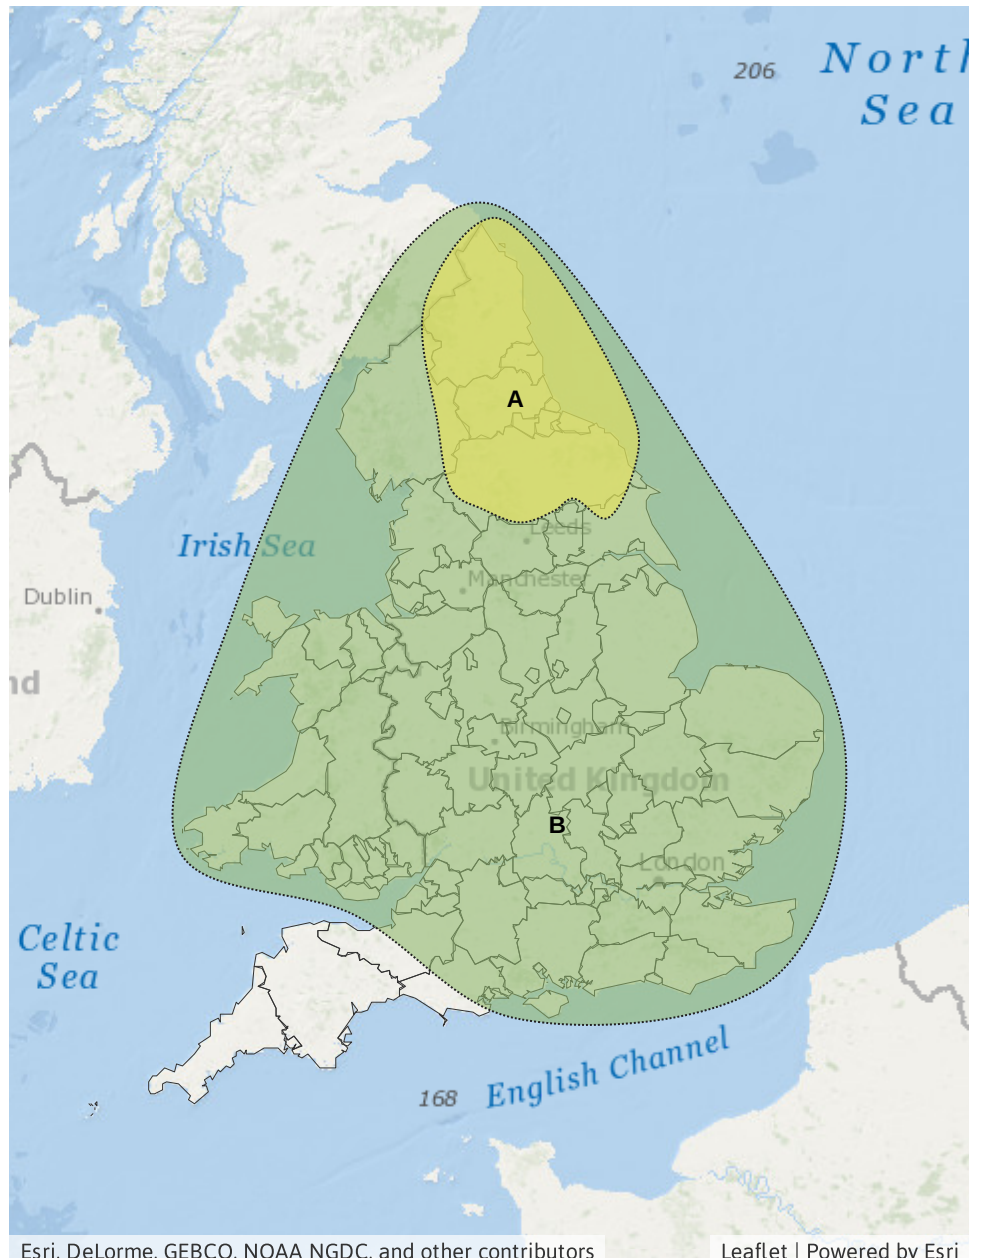 206
North
Sea
A
Leeds
Irish Sea
Manchester
Dublin
nd
Birmingham
United Kingdom
B
London
Celtic
Sea
English Channel
168
Esri, DeLorme, GEBCO, NOAA NGDC, and other contributors
Leaflet | Powered by Esri